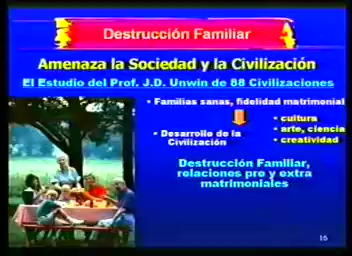 Destrucción Familiar
Amenaza la Sociedad y la Civilización
El Estudio del Prof. J.D. Unwin de 88 Civilizaciones
• Familias sanas, fidelidad matrimonial
• cultura
• arte, ciencia
• creatividad
• Desarrollo de la
Civilización
Destrucción Familiar,
relaciones pre y extra
matrimoniales
16